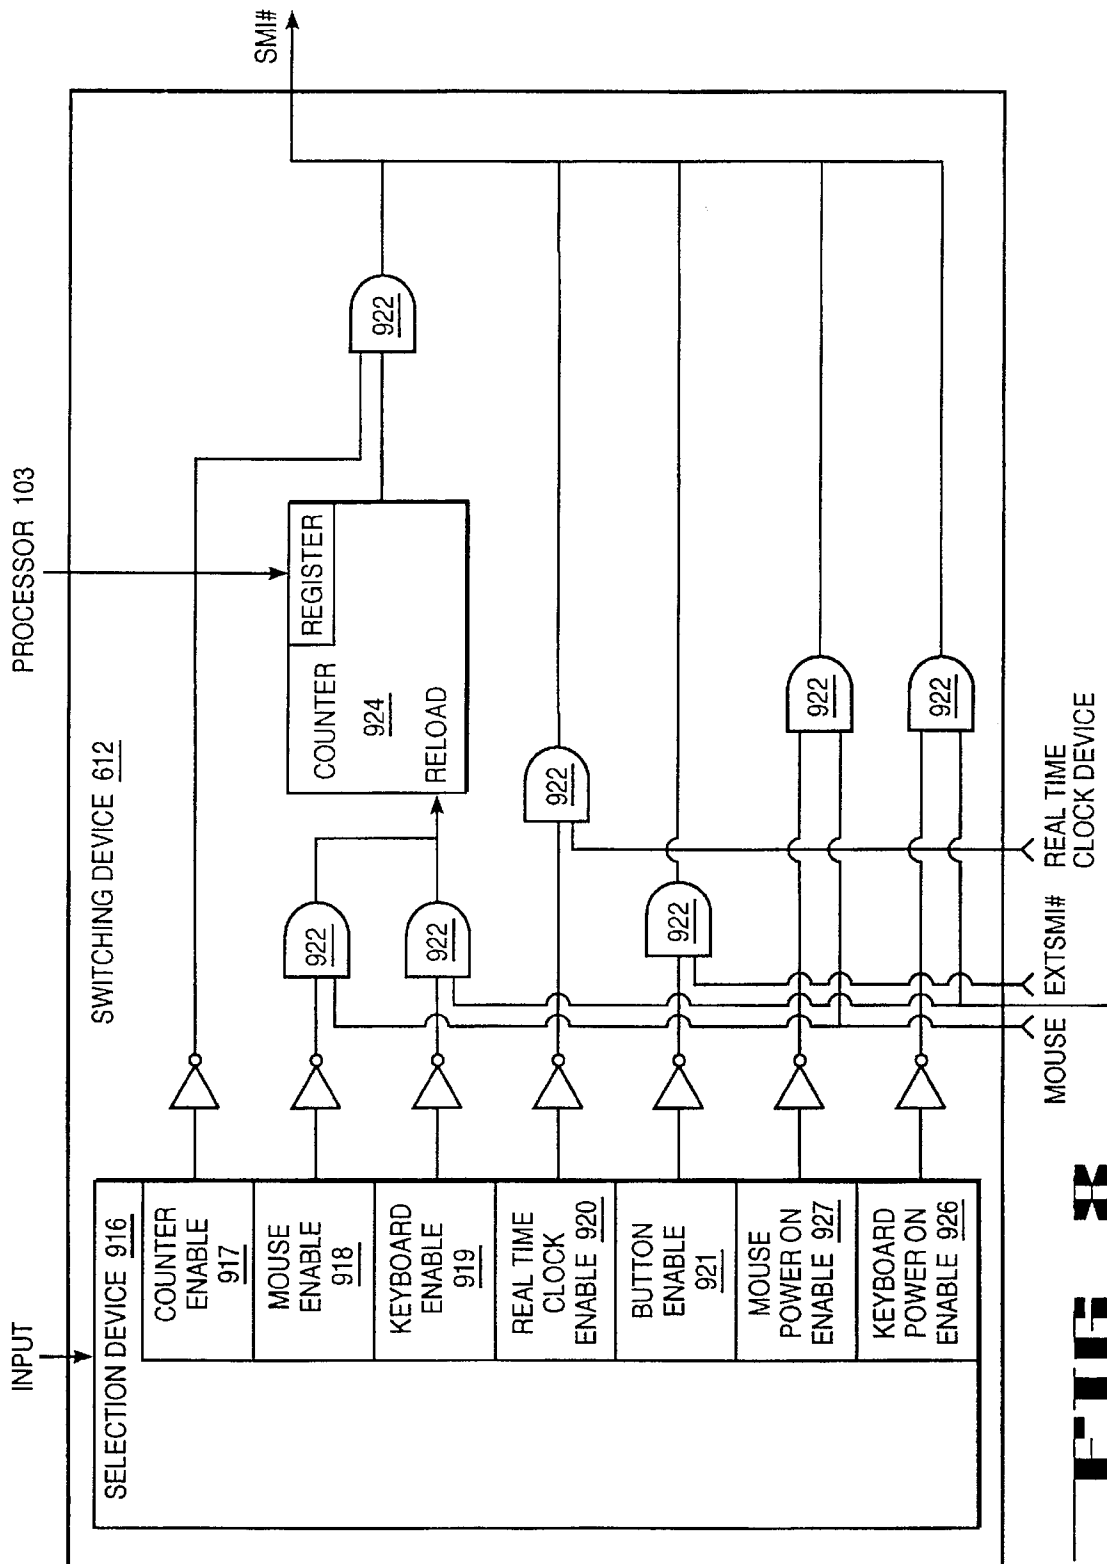 INPUT
PROCESSOR 103
SMI#
SWITCHING DEVICE 612
SELECTION DEVICE 916
COUNTER
ENABLE
917
MOUSE
ENABLE
918
KEYBOARD
ENABLE
919
REAL TIME
CLOCK
ENABLE 920
BUTTON
ENABLE
921
MOUSE
POWER ON
ENABLE 927
KEYBOARD
POWER ON
ENABLE 926
922
922
COUNTER
924
RELOAD
REGISTER
922
922
922
922
922
MOUSE
EXTSMI#
REAL TIME
CLOCK DEVICE